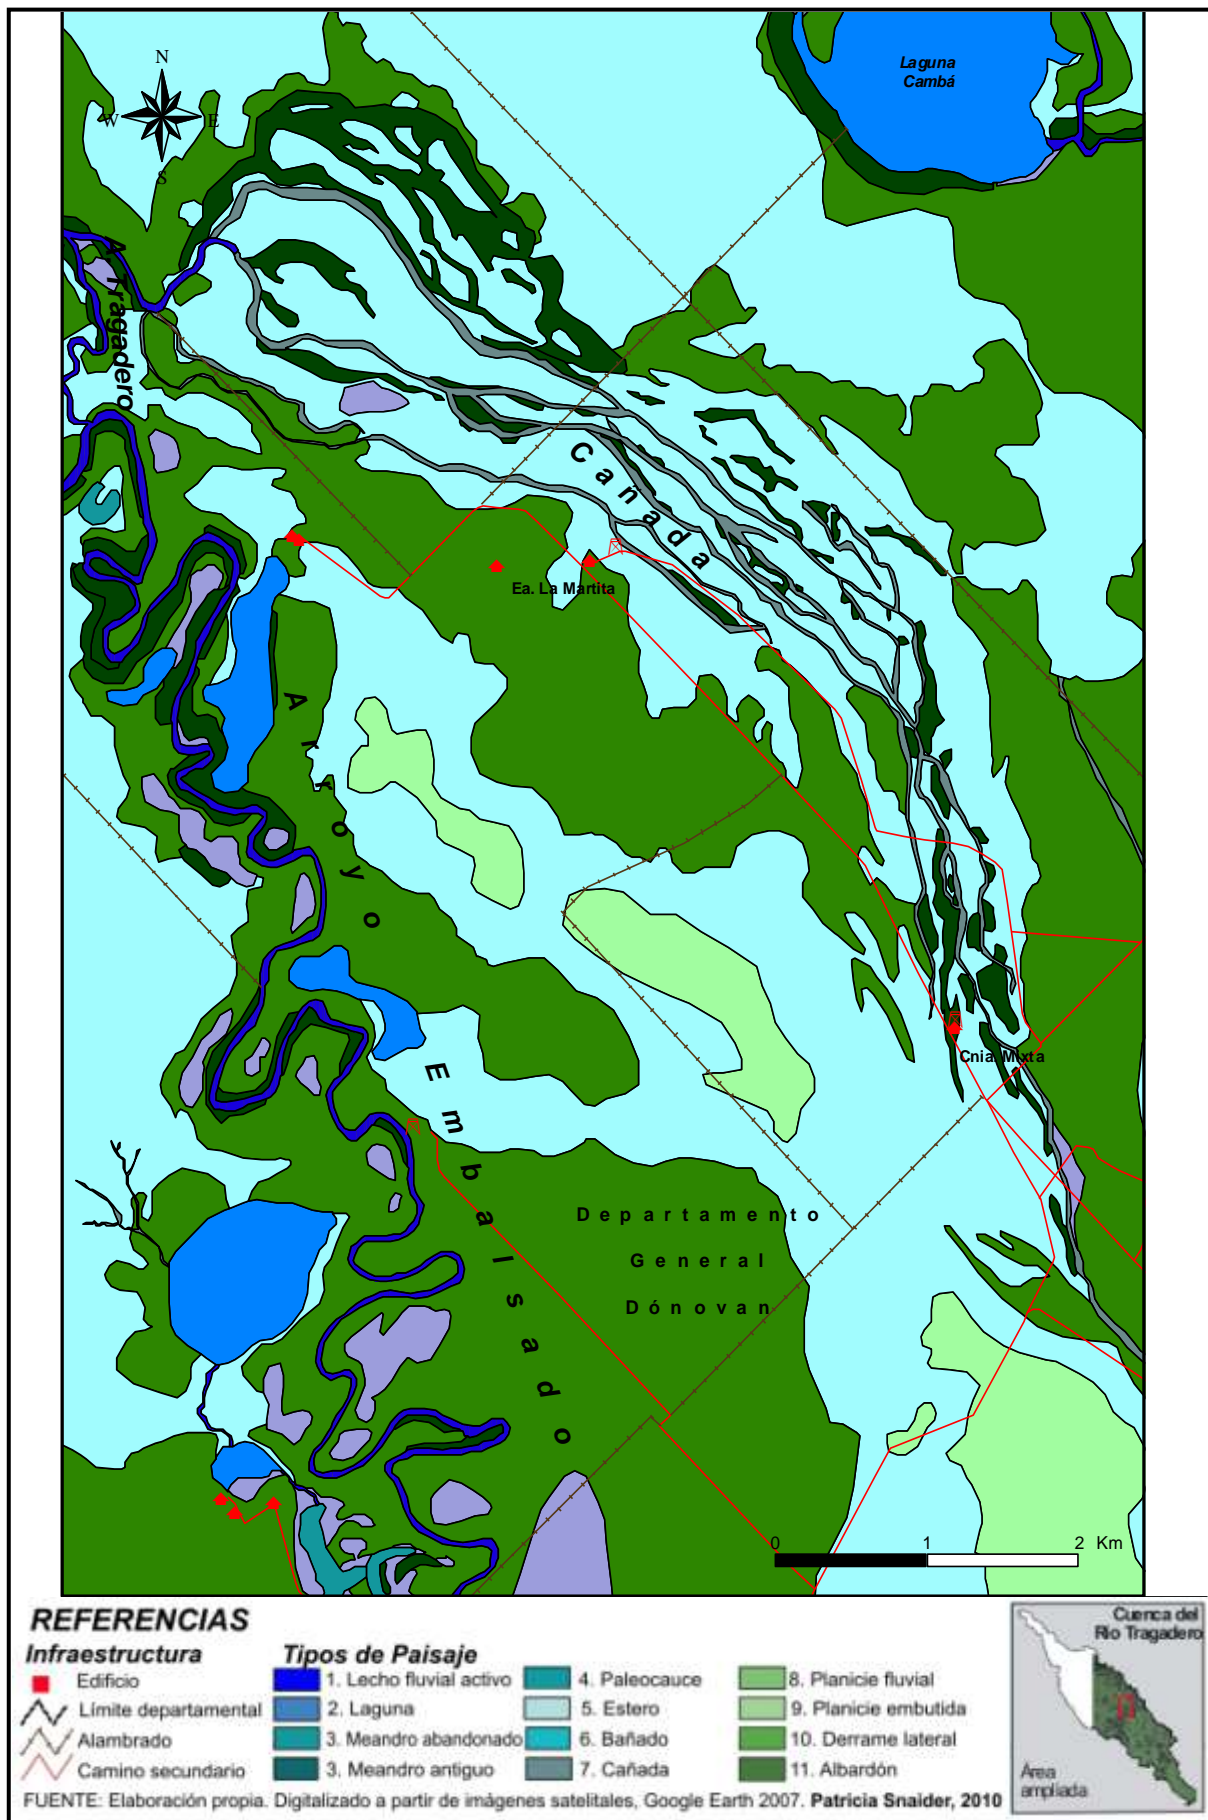 N
W E
S
Laguna
Cambá
A Tragadero
Cañada
Ea. La Martita
Arroyo Embalsado
Cnia Mixta
Departamento
General
Dónovan
0 1 2 Km
REFERENCIAS
Infraestructura
Edificio
Límite departamental
Alambrado
Camino secundario
Tipos de Paisaje
1. Lecho fluvial activo
2. Laguna
3. Meandro abandonado
3. Meandro antiguo
4. Paleocauce
5. Estero
6. Bañado
7. Cañada
8. Planicie fluvial
9. Planicie embutida
10. Derrame lateral
11. Albardón
Cuenca del
Rio Tragadero
Área
ampliada
FUENTE: Elaboración propia. Digitalizado a partir de imágenes satelitales, Google Earth 2007. Patricia Snaider, 2010